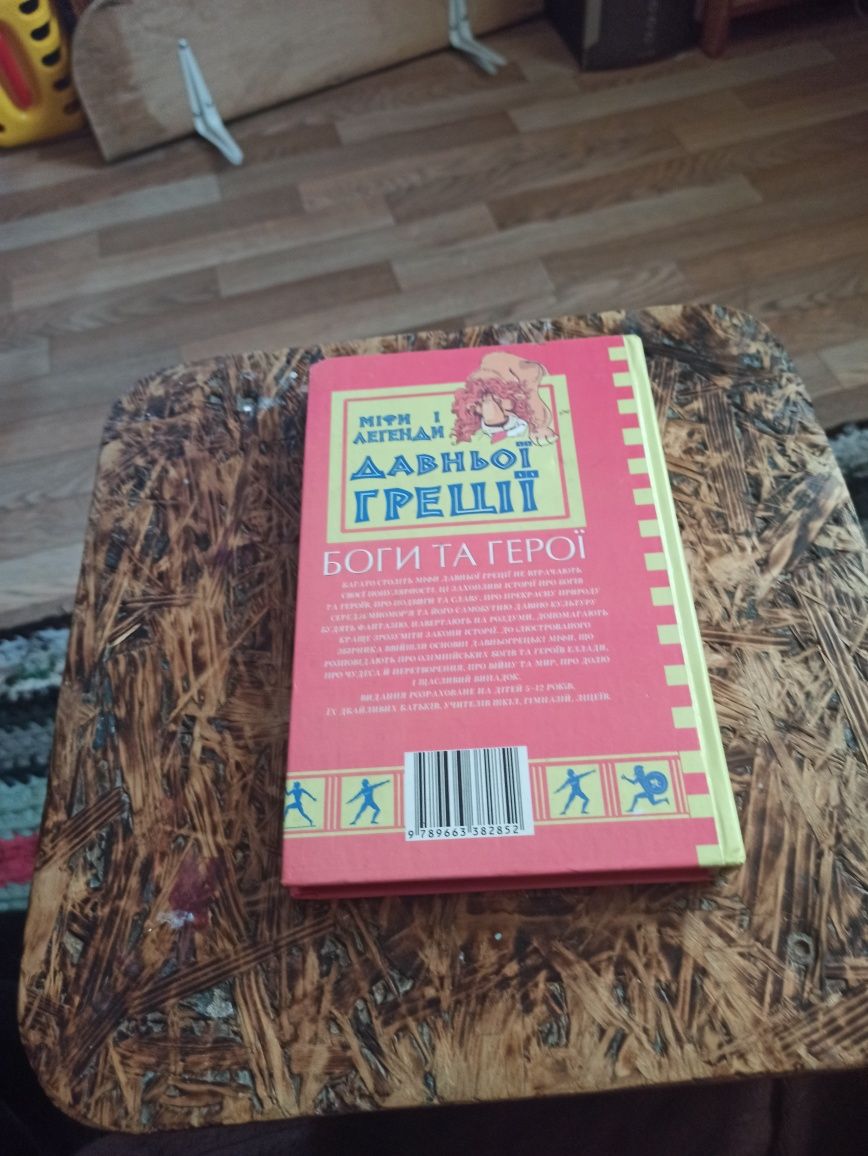 МІФИ І
ЛЕГЕНДИ
ДАВНЬОЇ
ГРЕЦІЇ
БОГИ ТА ГЕРОЇ
БАГАТО СТОЛІТЬ МІФИ ДАВНЬОЇ ГРЕЦІЇ НЕ ВТРАЧАЮТЬ
СВОЄЇ ПОПУЛЯРНОСТІ. ЦІ ЗАХОПЛИВІ ІСТОРІЇ ПРО БОГІВ
ТА ГЕРОЇВ, ПРО ПОДВИГИ ТА СЛАВУ, ПРО ПРЕКРАСНУ ПРИРОДУ
СЕРЕДЗЕМНОМОР'Я ТА ЙОГО САМОБУТНЮ ДАВНЮ КУЛЬТУРУ
БУДЯТЬ ФАНТАЗІЮ, НАВЕРТАЮТЬ НА РОЗДУМИ, ДОПОМАГАЮТЬ
КРАЩЕ ЗРОЗУМІТИ ЗАКОНИ ІСТОРІЇ. ДО ІЛЮСТРОВАНОГО
ЗБІРНИКА ВВІЙШЛИ ОСНОВНІ ДАВНЬОГРЕЦЬКІ МІФИ, ЩО
РОЗПОВІДАЮТЬ ПРО ОЛІМПІЙСЬКИХ БОГІВ ТА ГЕРОЇВ ЕЛЛАДИ,
ПРО ЧУДЕСА Й ПЕРЕТВОРЕННЯ, ПРО ВІЙНУ ТА МИР, ПРО ДОЛЮ
І ЩАСЛИВИЙ ВИПАДОК.
ВИДАННЯ РОЗРАХОВАНЕ НА ДІТЕЙ 5–12 РОКІВ,
ЇХ ДБАЙЛИВИХ БАТЬКІВ, УЧИТЕЛІВ ШКІЛ, ГІМНАЗІЙ, ЛІЦЕЇВ.
9 789663 382852